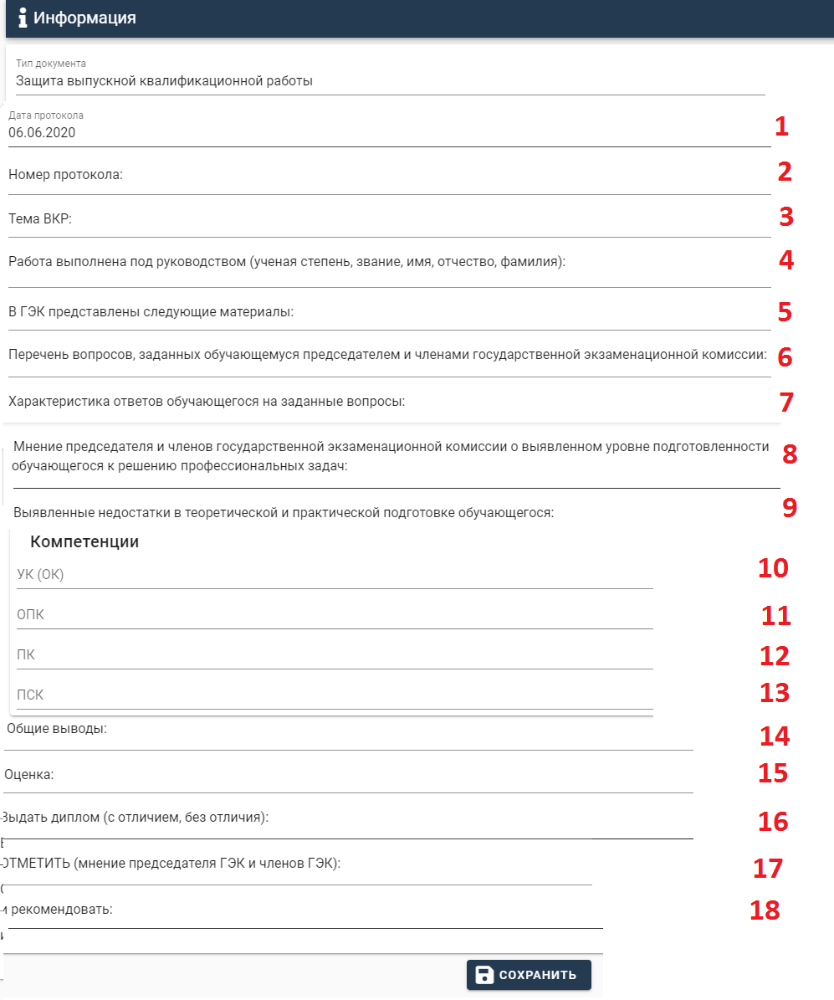 Информация
Тип документа
Защита выпускной квалификационной работы
Дата протокола
06.06.2020
1
Номер протокола:
2
Тема ВКР:
3
Работа выполнена под руководством (ученая степень, звание, имя, отчество, фамилия):
4
В ГЭК представлены следующие материалы:
5
Перечень вопросов, заданных обучающемуся председателем и членами государственной экзаменационной комиссии:
6
Характеристика ответов обучающегося на заданные вопросы:
7
Мнение председателя и членов государственной экзаменационной комиссии о выявленном уровне подготовленности
обучающегося к решению профессиональных задач:
8
Выявленные недостатки в теоретической и практической подготовке обучающегося:
9
Компетенции
УК (ОК)
10
ОПК
11
ПК
12
ПСК
13
Общие выводы:
14
Оценка:
15
Выдать диплом (с отличием, без отличия):
16
ОТМЕТИТЬ (мнение председателя ГЭК и членов ГЭК):
17
и рекомендовать:
18
СОХРАНИТЬ